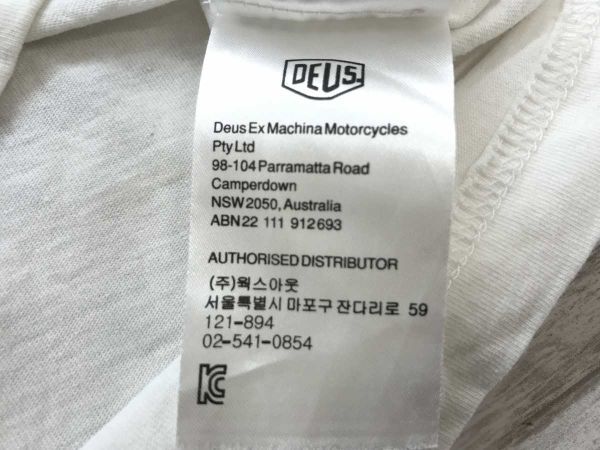 DEUS.
Deus Ex Machina Motorcycles
Pty Ltd
98-104 Parramatta Road
Camperdown
NSW 2050, Australia
ABN 22 111 912 693
AUTHORISED DISTRIBUTOR
(주)웍스아웃
서울특별시 마포구 잔다리로 59
121-894
02-541-0854
KC